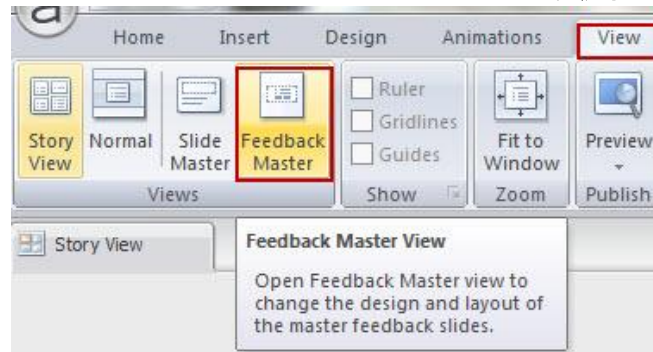 a
Home Insert Design Animations View
Story View
Normal
Slide Master
Feedback Master
Ruler
Gridlines
Guides
Fit to Window
Preview
Views Show Zoom Publish
Story View
Feedback Master View
Open Feedback Master view to
change the design and layout of
the master feedback slides.